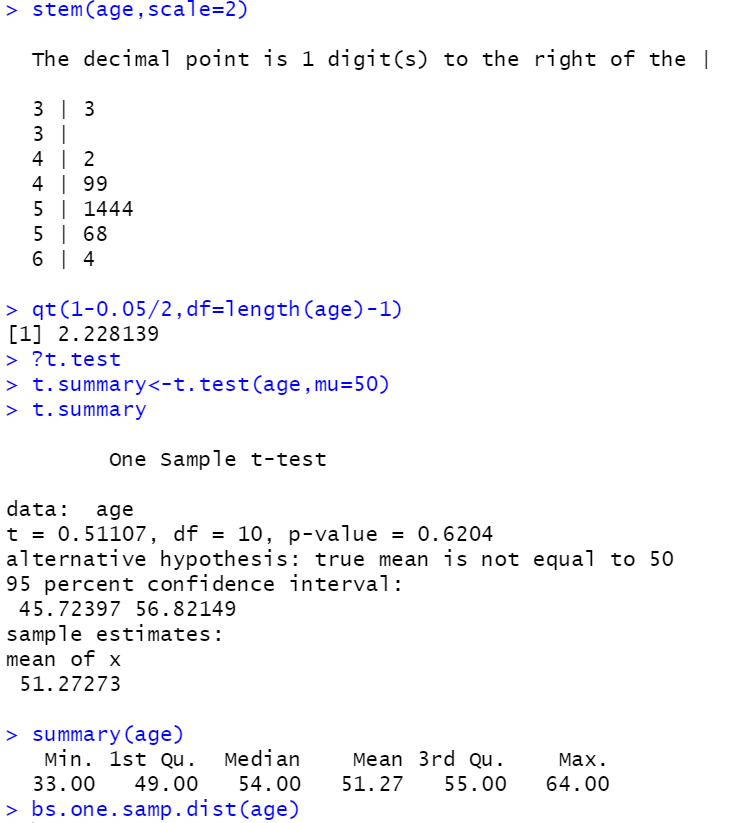 > stem(age,scale=2)
The decimal point is 1 digit(s) to the right of the |
3 | 3
3 |
4 | 2
4 | 99
5 | 1444
5 | 68
6 | 4
> qt(1-0.05/2,df=length(age)-1)
[1] 2.228139
> ?t.test
> t.summary<-t.test(age,mu=50)
> t.summary
One Sample t-test
data:  age
t = 0.51107, df = 10, p-value = 0.6204
alternative hypothesis: true mean is not equal to 50
95 percent confidence interval:
45.72397 56.82149
sample estimates:
mean of x
51.27273
> summary(age)
Min. 1st Qu.  Median    Mean 3rd Qu.    Max.
33.00   49.00   54.00   51.27   55.00   64.00
> bs.one.samp.dist(age)